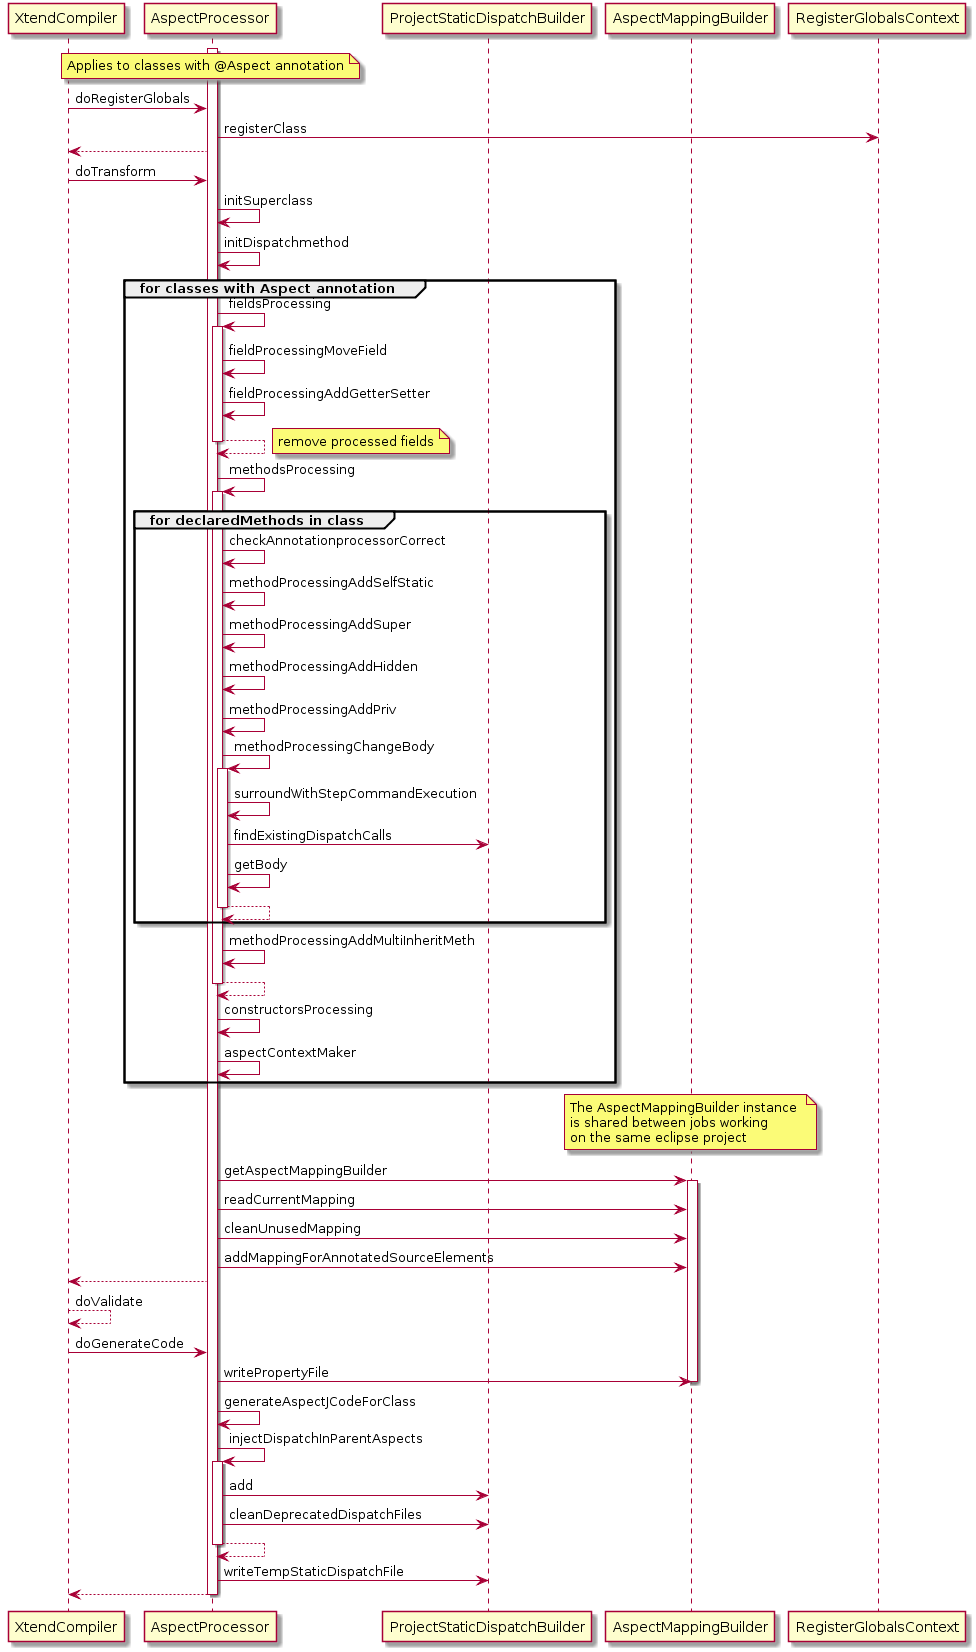 XtendCompiler
AspectProcessor
ProjectStaticDispatchBuilder
AspectMappingBuilder
RegisterGlobalsContext
Applies to classes with @Aspect annotation
doRegisterGlobals
registerClass
doTransform
initSuperclass
initDispatchmethod
for classes with Aspect annotation
fieldsProcessing
fieldProcessingMoveField
fieldProcessingAddGetterSetter
remove processed fields
methodsProcessing
for declaredMethods in class
checkAnnotationprocessorCorrect
methodProcessingAddSelfStatic
methodProcessingAddSuper
methodProcessingAddHidden
methodProcessingAddPriv
methodProcessingChangeBody
surroundWithStepCommandExecution
findExistingDispatchCalls
getBody
methodProcessingAddMultiInheritMeth
constructorsProcessing
aspectContextMaker
The AspectMappingBuilder instance
is shared between jobs working
on the same eclipse project
getAspectMappingBuilder
readCurrentMapping
cleanUnusedMapping
addMappingForAnnotatedSourceElements
doValidate
doGenerateCode
writePropertyFile
generateAspectJCodeForClass
injectDispatchInParentAspects
add
cleanDeprecatedDispatchFiles
writeTempStaticDispatchFile
XtendCompiler
AspectProcessor
ProjectStaticDispatchBuilder
AspectMappingBuilder
RegisterGlobalsContext